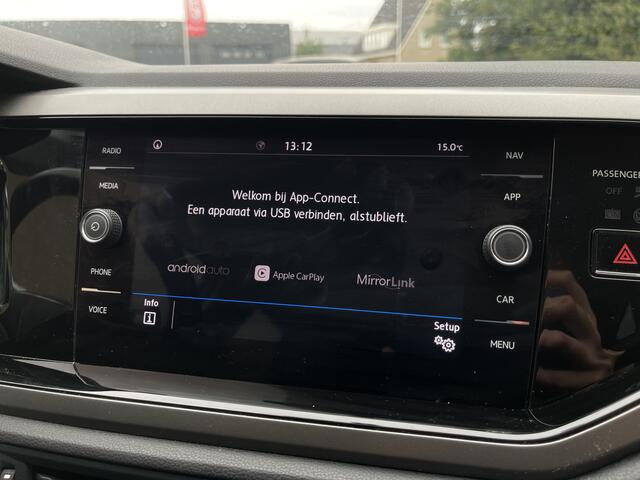 RADIO
MEDIA
PHONE
VOICE
13:12
15.0°C
Welkom bij App-Connect.
Een apparaat via USB verbinden, alstublieft.
androidauto
Apple CarPlay
MirrorLink
Info
Setup
NAV
APP
CAR
MENU
PASSENGER
OFF